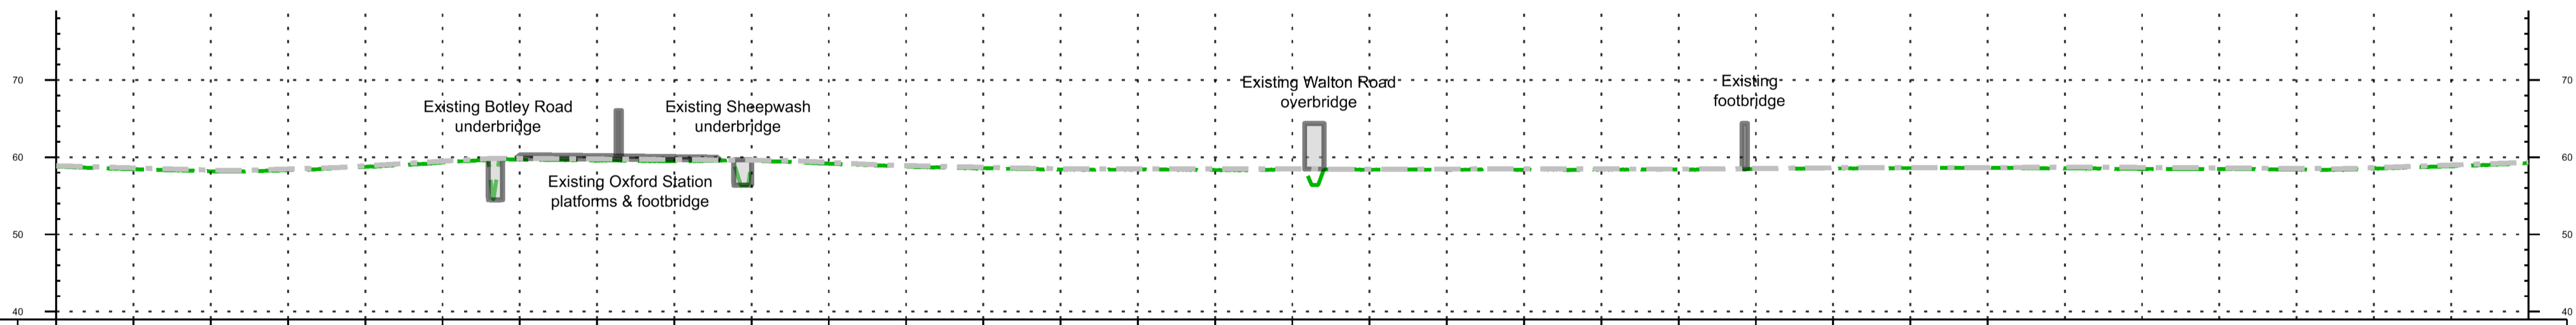 70
60
50
40
Existing Botley Road
underbridge
Existing Sheepwash
underbridge
Existing Oxford Station
platforms & footbridge
Existing Walton Road
overbridge
Existing
footbridge
70
60
50
40